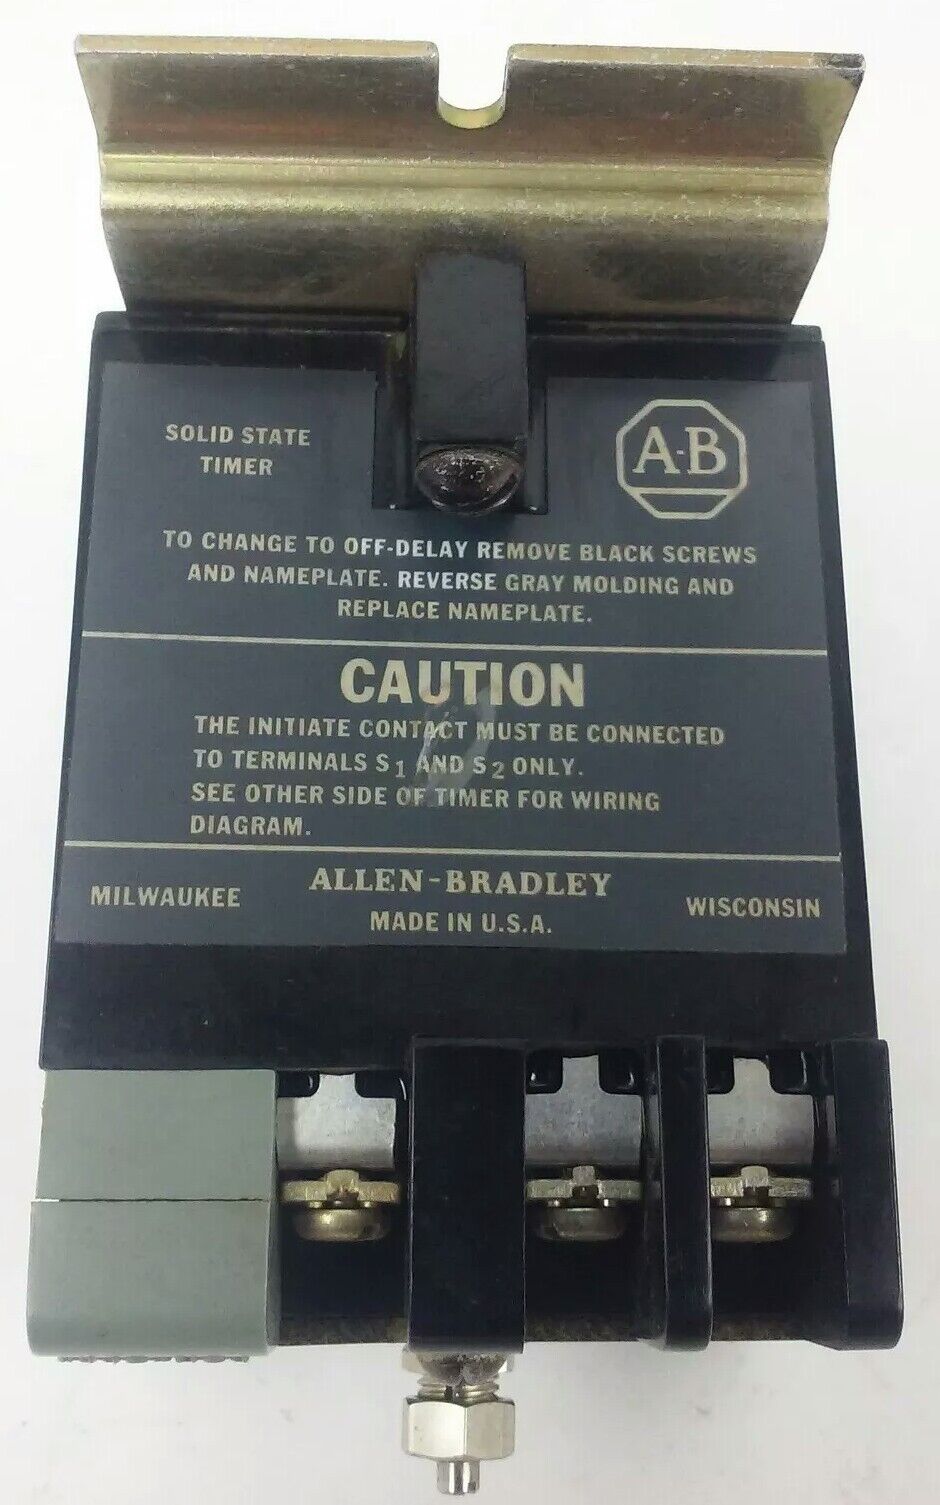 SOLID STATE
TIMER
A-B
TO CHANGE TO OFF-DELAY REMOVE BLACK SCREWS
AND NAMEPLATE. REVERSE GRAY MOLDING AND
REPLACE NAMEPLATE.
CAUTION
THE INITIATE CONTACT MUST BE CONNECTED
TO TERMINALS S1 AND S2 ONLY.
SEE OTHER SIDE OF TIMER FOR WIRING
DIAGRAM.
MILWAUKEE ALLEN-BRADLEY WISCONSIN
MADE IN U.S.A.